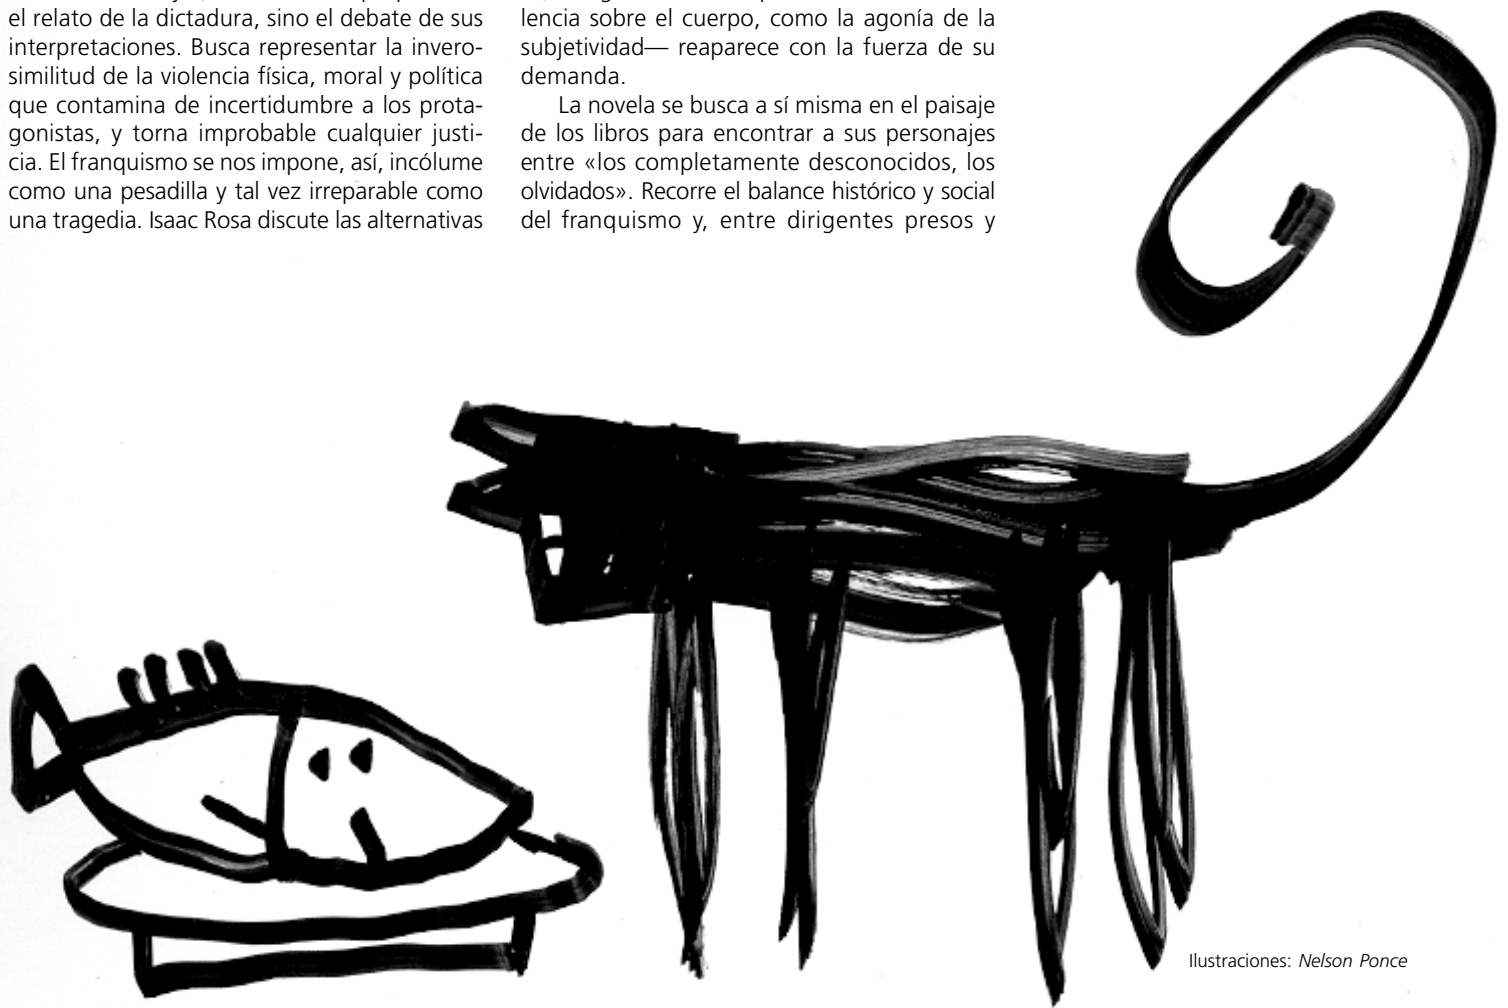 el relato de la dictadura, sino el debate de sus
interpretaciones. Busca representar la invero-
similitud de la violencia física, moral y política
que contamina de incertidumbre a los prota-
gonistas, y torna improbable cualquier justi-
cia. El franquismo se nos impone, así, incólume
como una pesadilla y tal vez irreparable como
una tragedia. Isaac Rosa discute las alternativas
lencia sobre el cuerpo, como la agonía de la
subjetividad— reaparece con la fuerza de su
demanda.
La novela se busca a sí misma en el paisaje
de los libros para encontrar a sus personajes
entre «los completamente desconocidos, los
olvidados». Recorre el balance histórico y social
del franquismo y, entre dirigentes presos y
Ilustraciones: Nelson Ponce